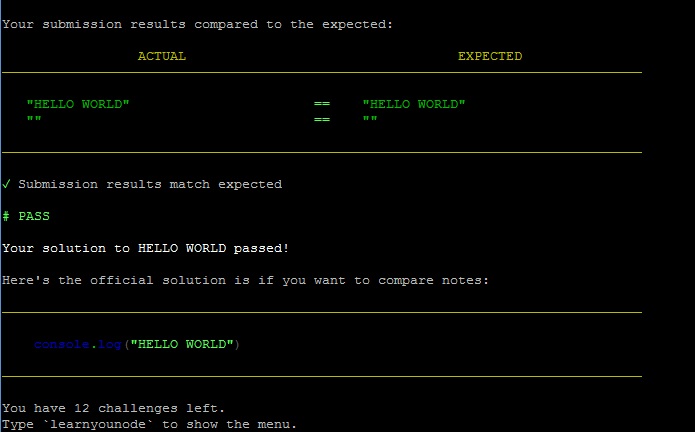 Your submission results compared to the expected:
ACTUAL EXPECTED
"HELLO WORLD" == "HELLO WORLD"
"" == ""
✓ Submission results match expected
# PASS
Your solution to HELLO WORLD passed!
Here's the official solution is if you want to compare notes:
console.log("HELLO WORLD")
You have 12 challenges left.
Type `learnyounode` to show the menu.